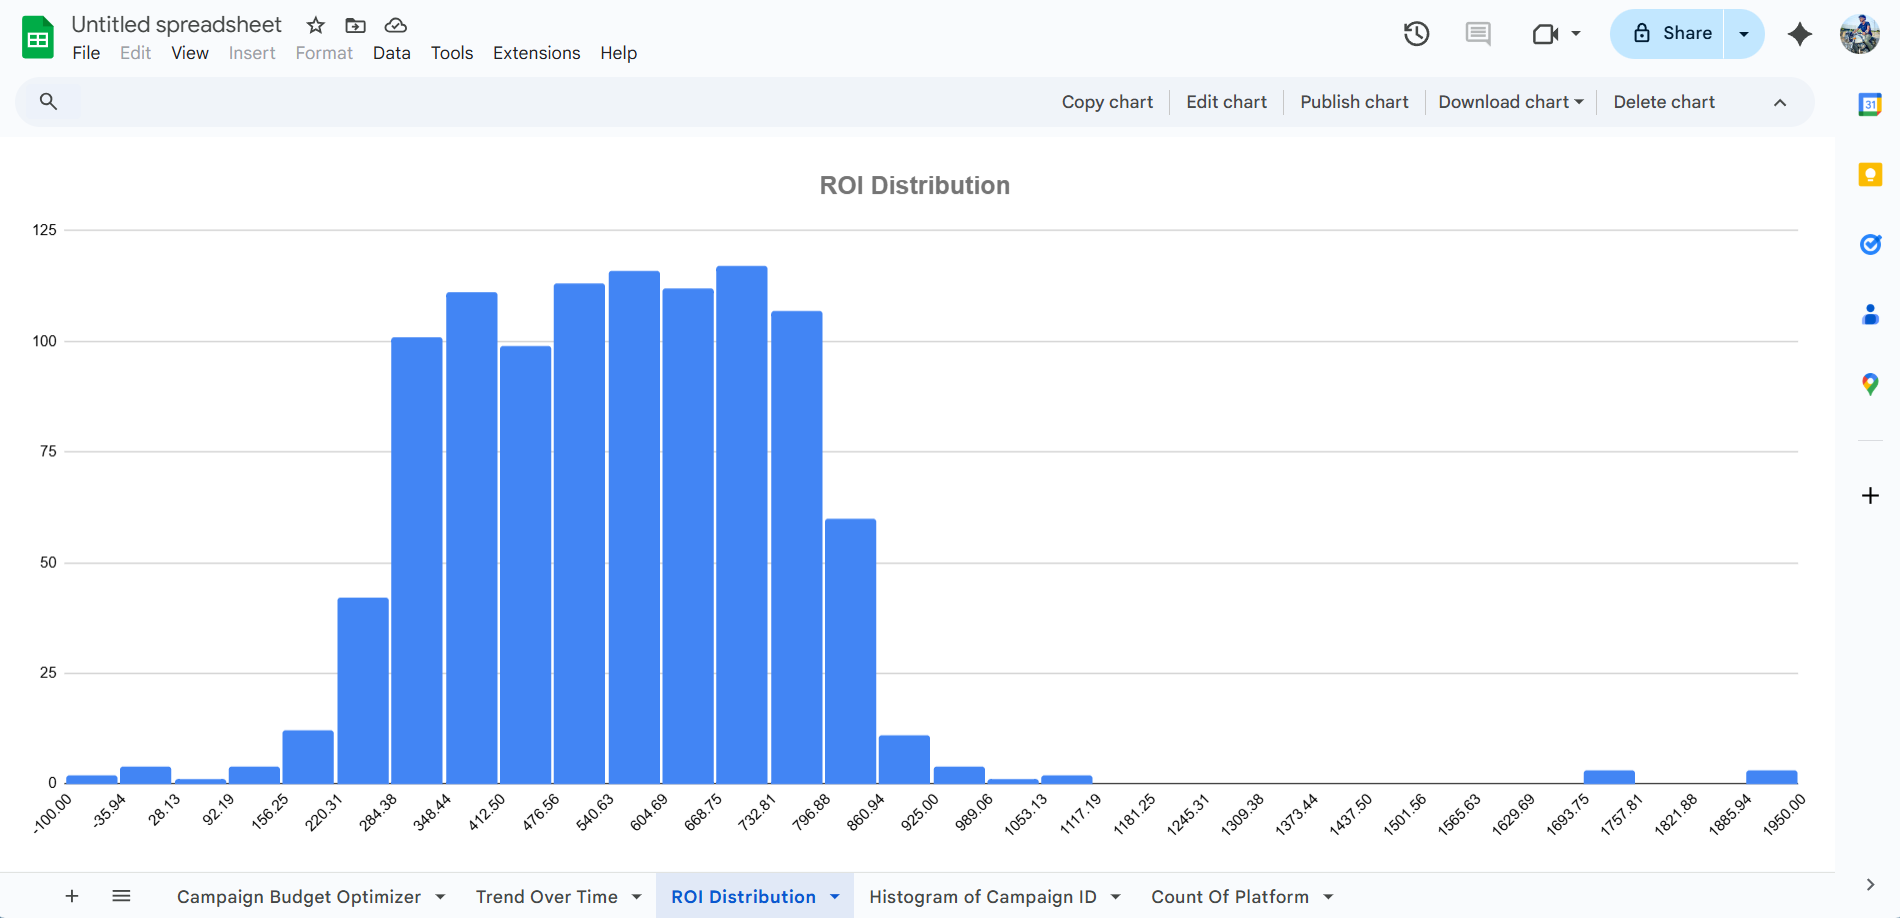 Untitled spreadsheet
File Edit View Insert Format Data Tools Extensions Help
Share
Copy chart Edit chart Publish chart Download chart Delete chart
31
ROI Distribution
125
100
75
50
25
0
-100.00 -35.94 28.13 92.19 156.25 220.31 284.38 348.44 412.50 476.56 540.63 604.69 668.75 732.81 796.88 860.94 925.00 989.06 1053.13 1117.19 1181.25 1245.31 1309.38 1373.44 1437.50 1501.56 1565.63 1629.69 1693.75 1757.81 1821.88 1885.94 1950.00
Campaign Budget Optimizer Trend Over Time ROI Distribution Histogram of Campaign ID Count Of Platform